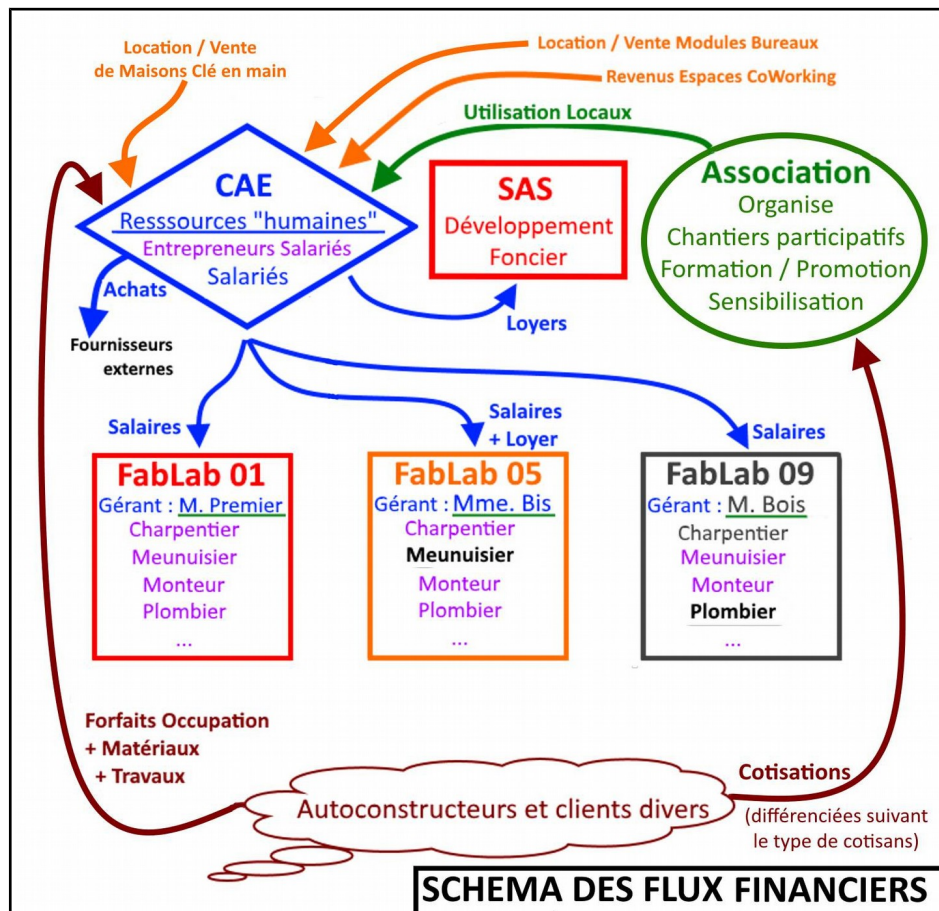 Location / Vente
de Maisons Clé en main
Location / Vente Modules Bureaux
Revenus Espaces CoWorking
Utilisation Locaux
CAE
Resssources "humaines"
Entrepreneurs Salariés
Salariés
SAS
Développement
Foncier
Association
Organise
Chantiers participatifs
Formation / Promotion
Sensibilisation
Achats
Fournisseurs
externes
Loyers
Salaires
Salaires
+ Loyer
Salaires
FabLab 01
Gérant : M. Premier
Charpentier
Meunuisier
Monteur
Plombier
...
FabLab 05
Gérant : Mme. Bis
Charpentier
Meunuisier
Monteur
Plombier
...
FabLab 09
Gérant : M. Bois
Charpentier
Meunuisier
Monteur
Plombier
...
Forfaits Occupation
+ Matériaux
+ Travaux
Autoconstructeurs et clients divers
Cotisations
(différenciées suivant
le type de cotisans)
SCHEMA DES FLUX FINANCIERS